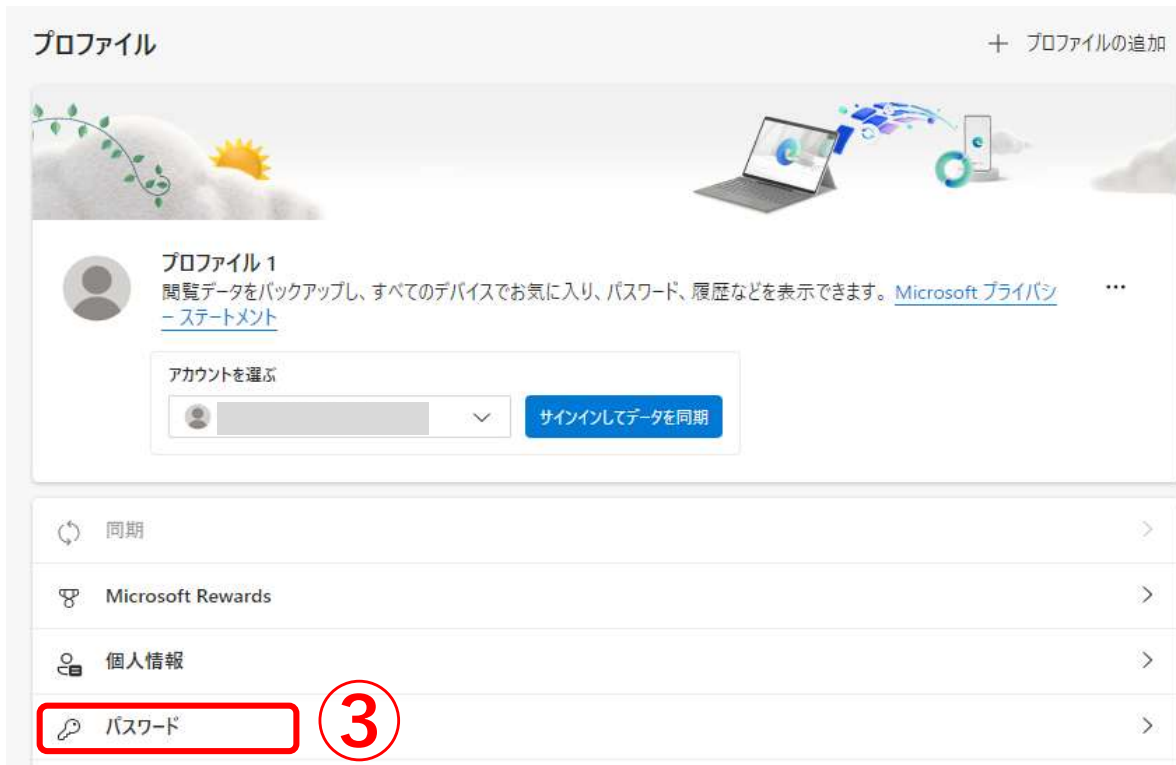 プロファイル
＋ プロファイルの追加
プロファイル 1
閲覧データをバックアップし、すべてのデバイスでお気に入り、パスワード、履歴などを表示できます。 Microsoft プライバシ
ー ステートメント
アカウントを選ぶ
サインインしてデータを同期
同期
Microsoft Rewards
個人情報
パスワード
③